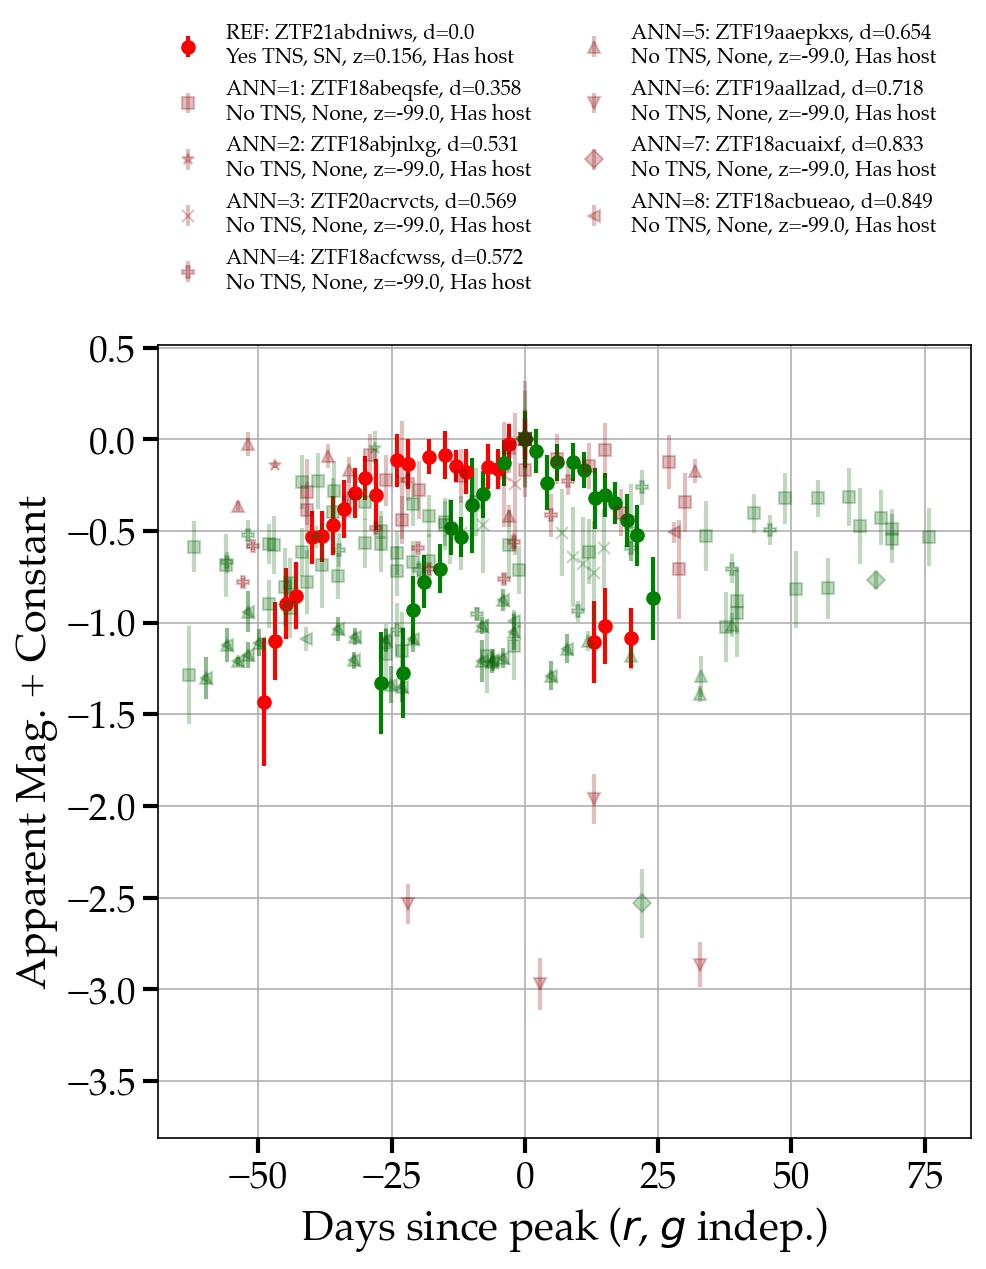 REF: ZTF21abdniws, d=0.0
Yes TNS, SN, z=0.156, Has host
ANN=1: ZTF18abeqsfe, d=0.358
No TNS, None, z=-99.0, Has host
ANN=2: ZTF18abjnlxg, d=0.531
No TNS, None, z=-99.0, Has host
ANN=3: ZTF20acrvcts, d=0.569
No TNS, None, z=-99.0, Has host
ANN=4: ZTF18acfcwss, d=0.572
No TNS, None, z=-99.0, Has host
ANN=5: ZTF19aaepkxs, d=0.654
No TNS, None, z=-99.0, Has host
ANN=6: ZTF19aallzad, d=0.718
No TNS, None, z=-99.0, Has host
ANN=7: ZTF18acuaixf, d=0.833
No TNS, None, z=-99.0, Has host
ANN=8: ZTF18acbueao, d=0.849
No TNS, None, z=-99.0, Has host
Apparent Mag. + Constant
0.5
0.0
−0.5
−1.0
−1.5
−2.0
−2.5
−3.0
−3.5
−50
−25
0
25
50
75
Days since peak (r, g indep.)